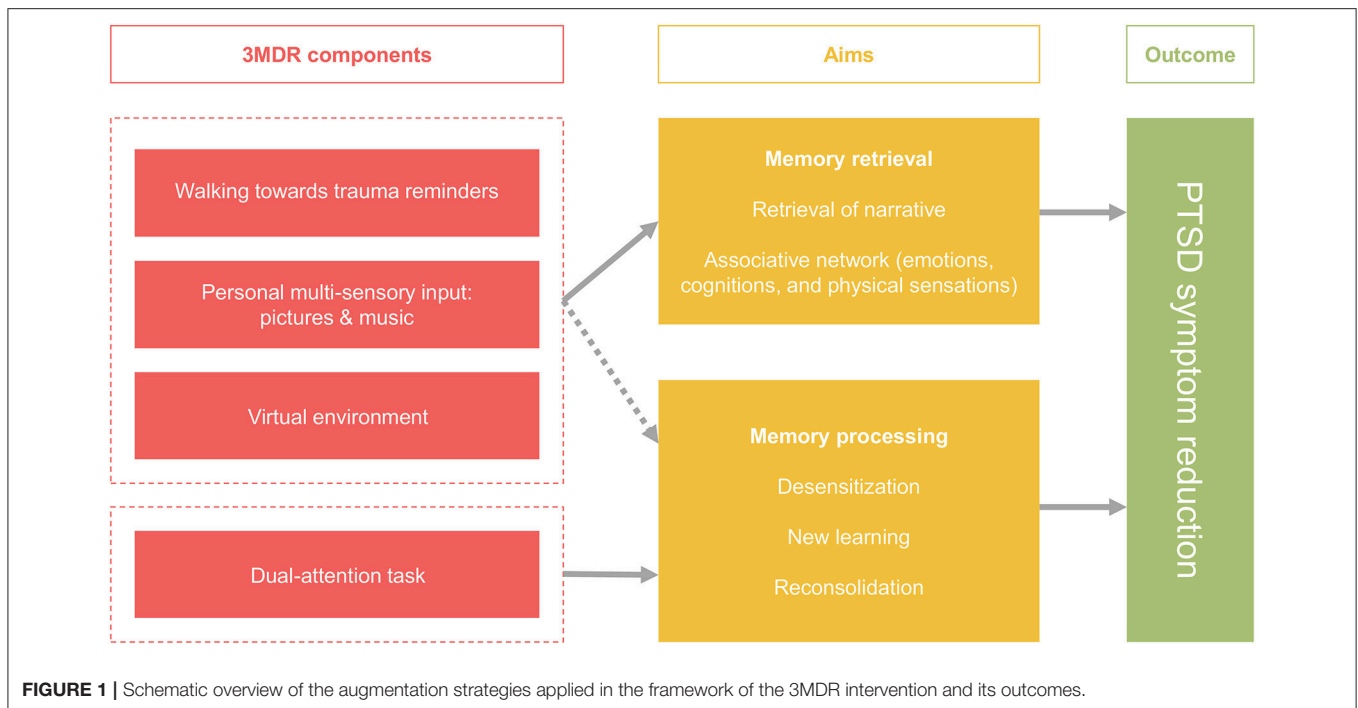 3MDR components
Aims
Outcome
Walking towards trauma reminders
Personal multi-sensory input:
pictures & music
Virtual environment
Dual-attention task
Memory retrieval
Retrieval of narrative
Associative network (emotions,
cognitions, and physical sensations)
Memory processing
Desensitization
New learning
Reconsolidation
PTSD symptom reduction
FIGURE 1 | Schematic overview of the augmentation strategies applied in the framework of the 3MDR intervention and its outcomes.